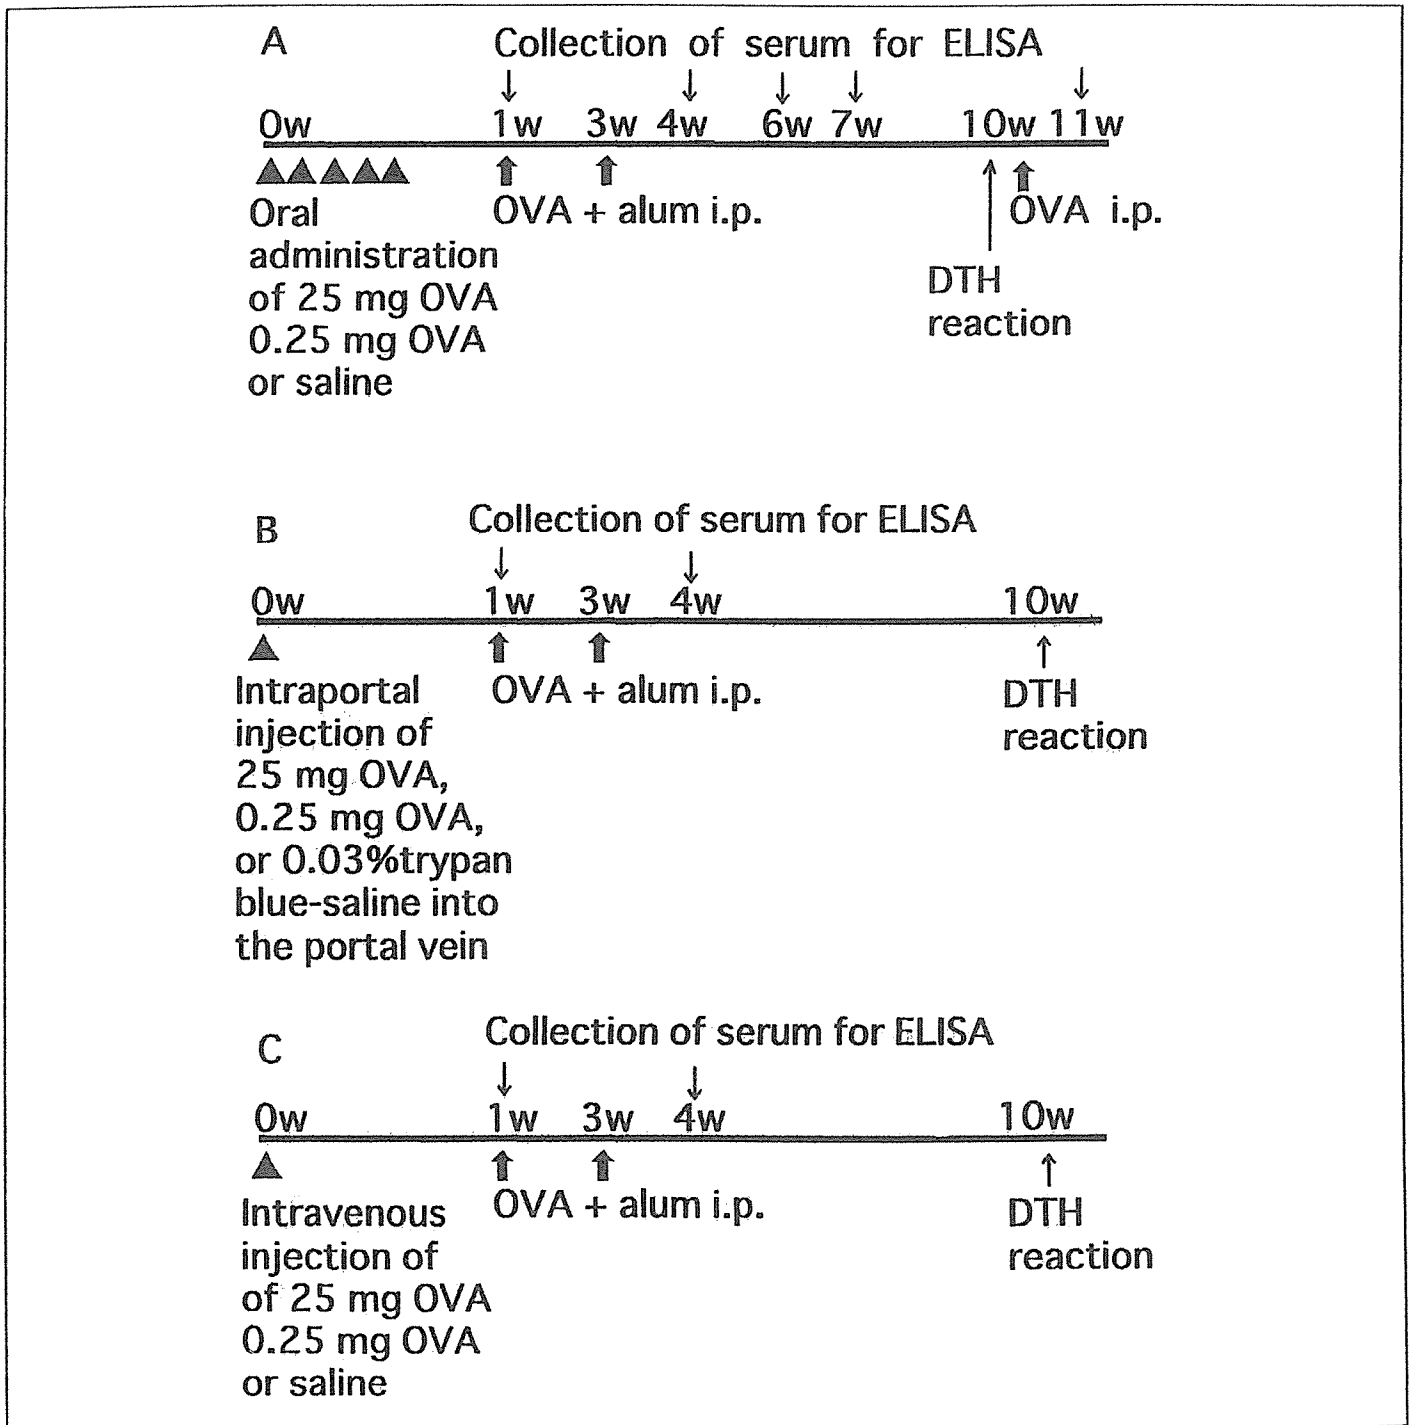 A
Collection of serum for ELISA
0w 1w 3w 4w 6w 7w 10w 11w
Oral
administration
of 25 mg OVA
0.25 mg OVA
or saline
OVA + alum i.p.
OVA i.p.
DTH
reaction
B
Collection of serum for ELISA
0w 1w 3w 4w 10w
Intraportal
injection of
25 mg OVA,
0.25 mg OVA,
or 0.03%trypan
blue-saline into
the portal vein
OVA + alum i.p.
DTH
reaction
C
Collection of serum for ELISA
0w 1w 3w 4w 10w
Intravenous
injection of
of 25 mg OVA
0.25 mg OVA
or saline
OVA + alum i.p.
DTH
reaction